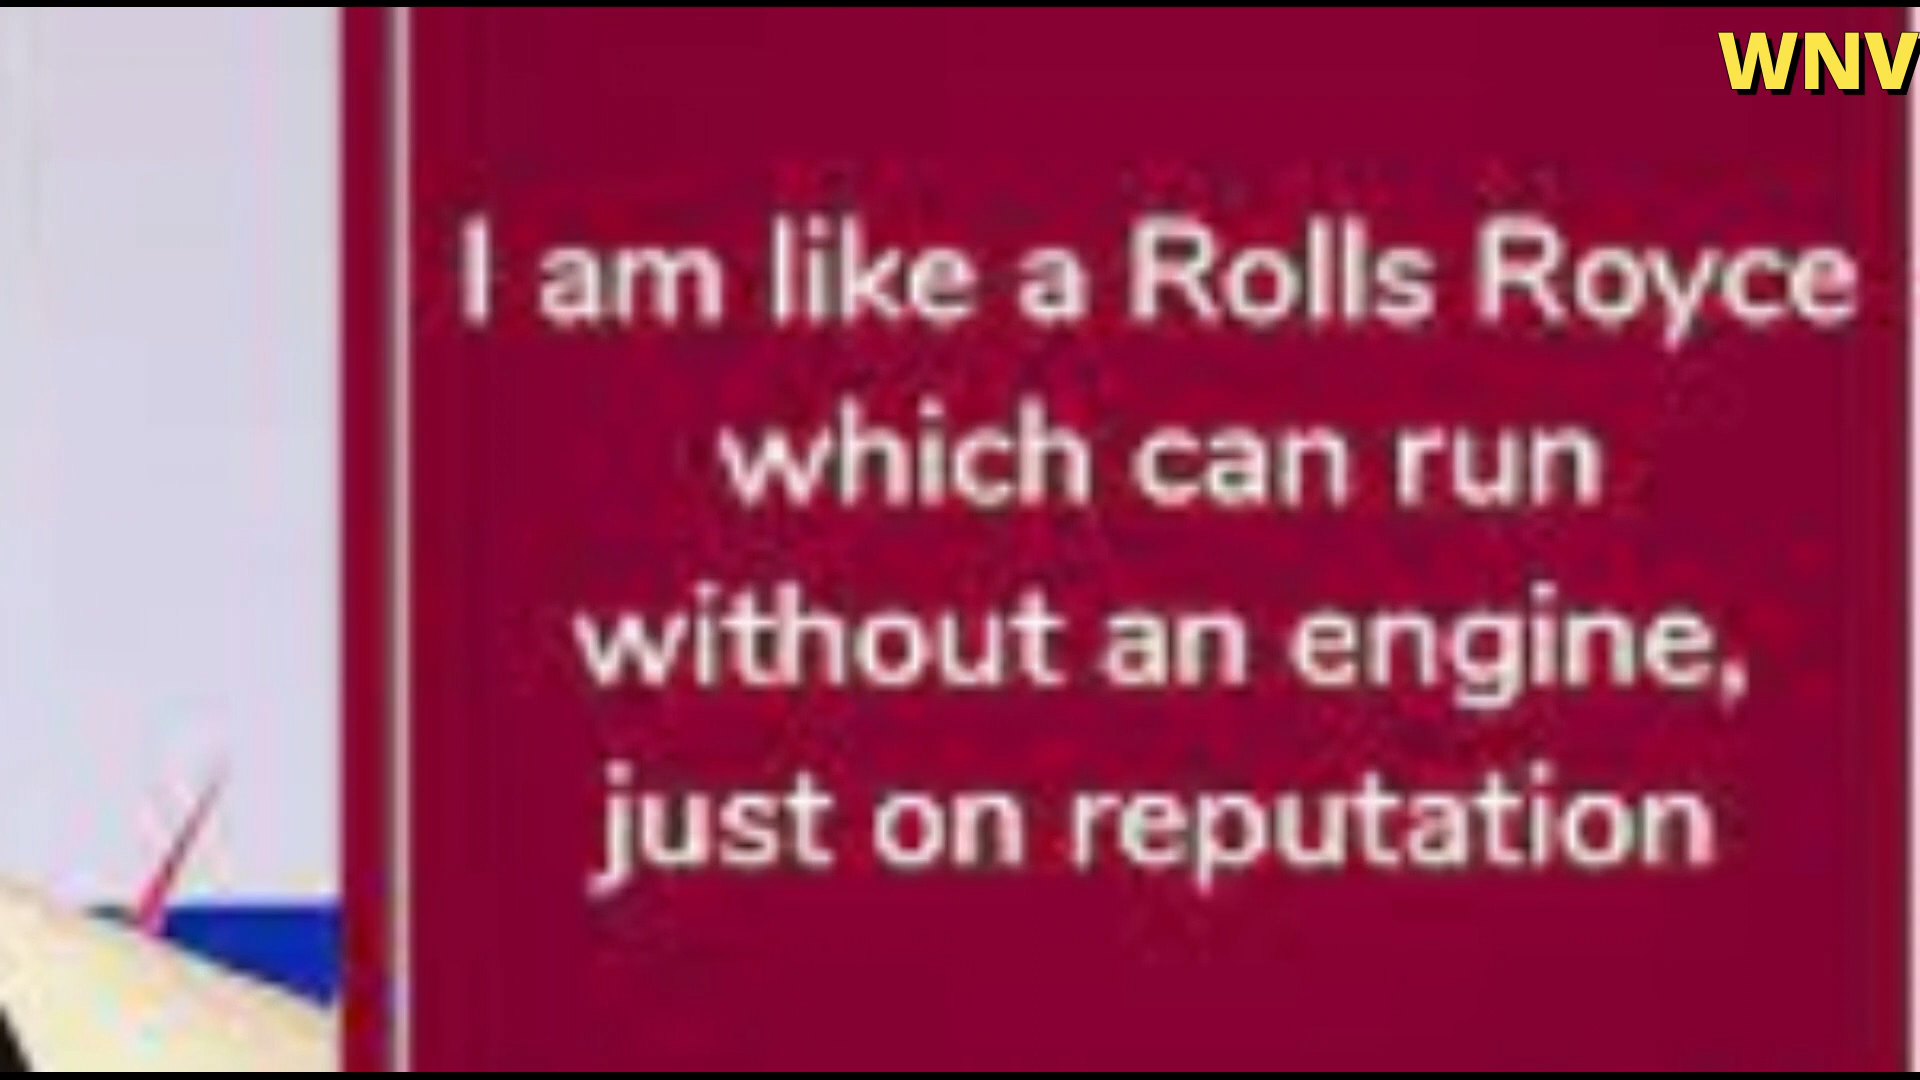 WNV
I am like a Rolls Royce
which can run
without an engine,
just on reputation